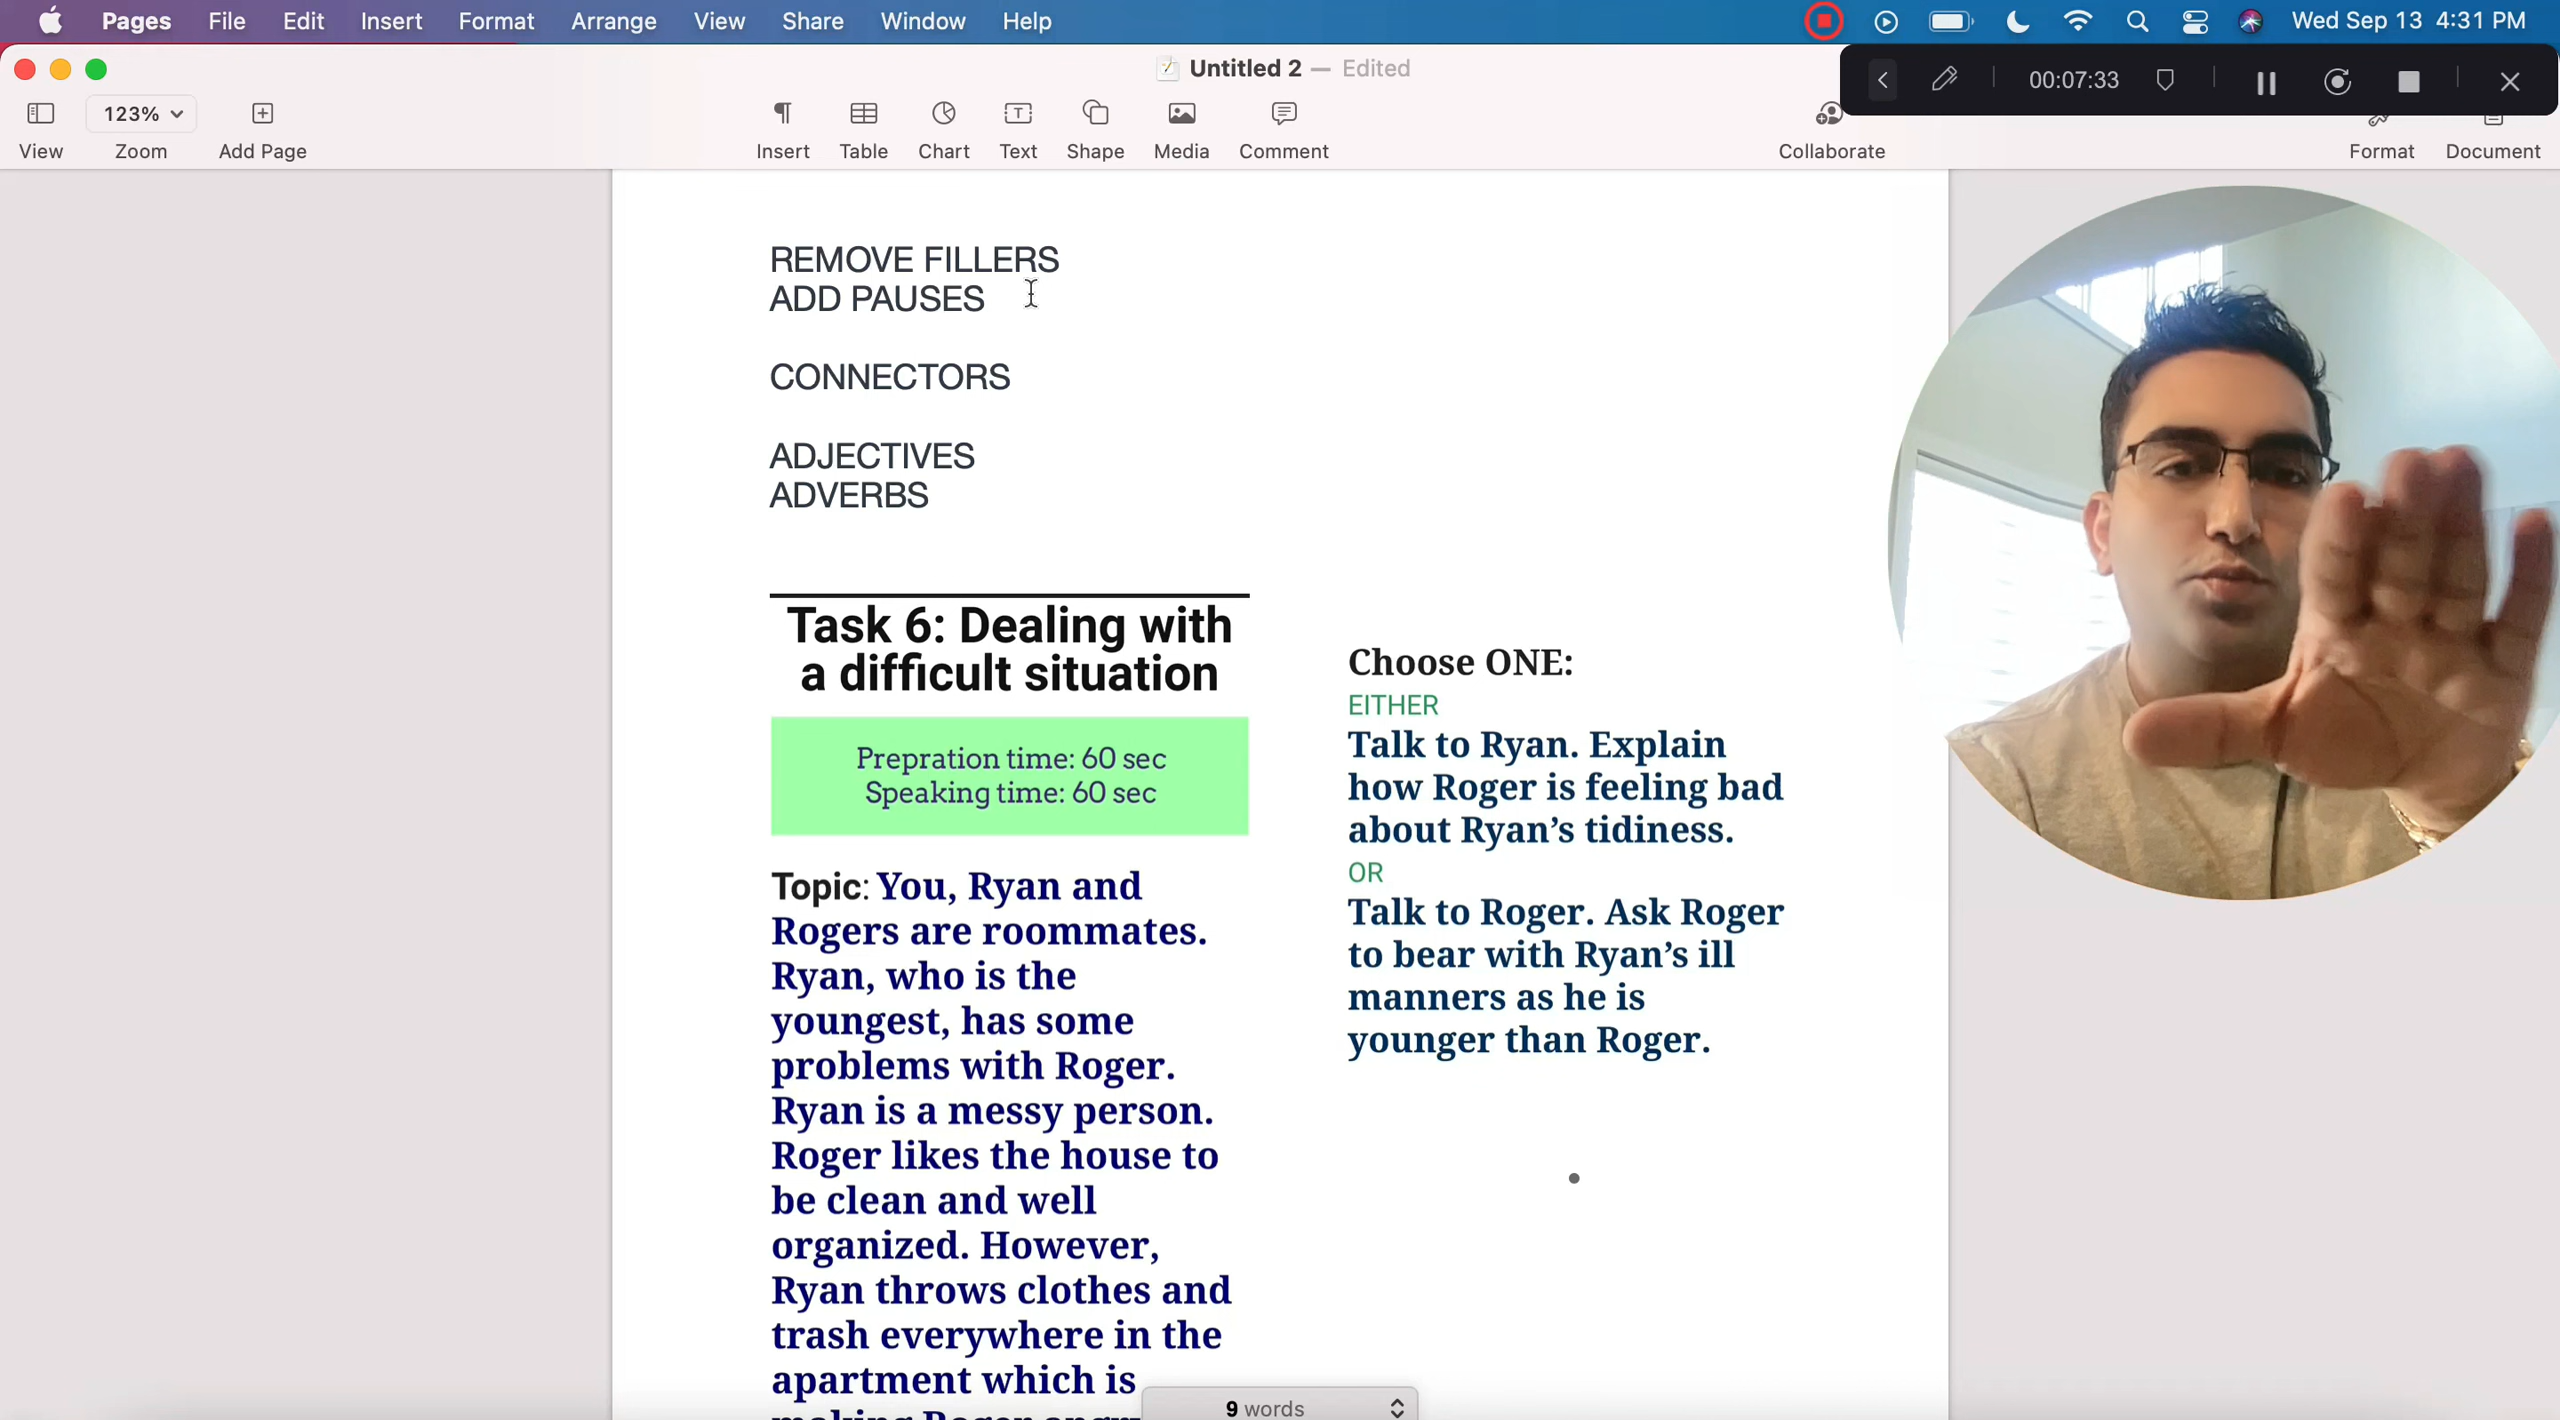 Pages File Edit Insert Format Arrange View Share Window Help Wed Sep 13 4:31 PM
Untitled 2 — Edited
00:07:33
123%
View Zoom Add Page Insert Table Chart Text Shape Media Comment Collaborate Format Document
REMOVE FILLERS
ADD PAUSES
CONNECTORS
ADJECTIVES
ADVERBS
Task 6: Dealing with
a difficult situation
Prepration time: 60 sec
Speaking time: 60 sec
Topic: You, Ryan and
Rogers are roommates.
Ryan, who is the
youngest, has some
problems with Roger.
Ryan is a messy person.
Roger likes the house to
be clean and well
organized. However,
Ryan throws clothes and
trash everywhere in the
apartment which is
Choose ONE:
EITHER
Talk to Ryan. Explain
how Roger is feeling bad
about Ryan’s tidiness.
OR
Talk to Roger. Ask Roger
to bear with Ryan’s ill
manners as he is
younger than Roger.
9 words